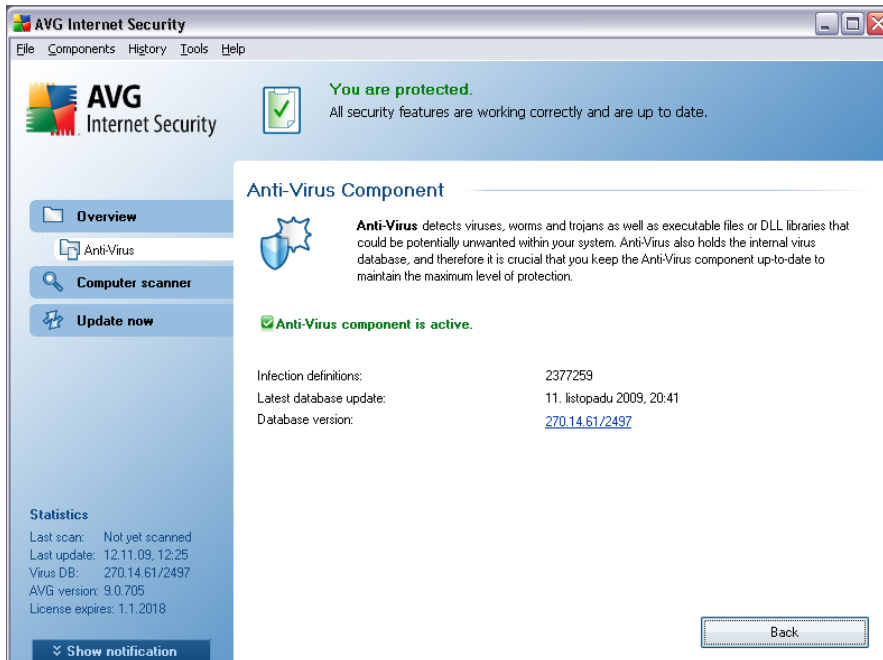 AVG Internet Security
File Components History Tools Help
AVG
Internet Security
You are protected.
All security features are working correctly and are up to date.
Overview
Anti-Virus
Computer scanner
Update now
Anti-Virus Component
Anti-Virus detects viruses, worms and trojans as well as executable files or DLL libraries that
could be potentially unwanted within your system. Anti-Virus also holds the internal virus
database, and therefore it is crucial that you keep the Anti-Virus component up-to-date to
maintain the maximum level of protection.
Anti-Virus component is active.
Infection definitions: 2377259
Latest database update: 11. listopadu 2009, 20:41
Database version: 270.14.61/2497
Statistics
Last scan: Not yet scanned
Last update: 12.11.09, 12:25
Virus DB: 270.14.61/2497
AVG version: 9.0.705
License expires: 1.1.2018
Show notification
Back